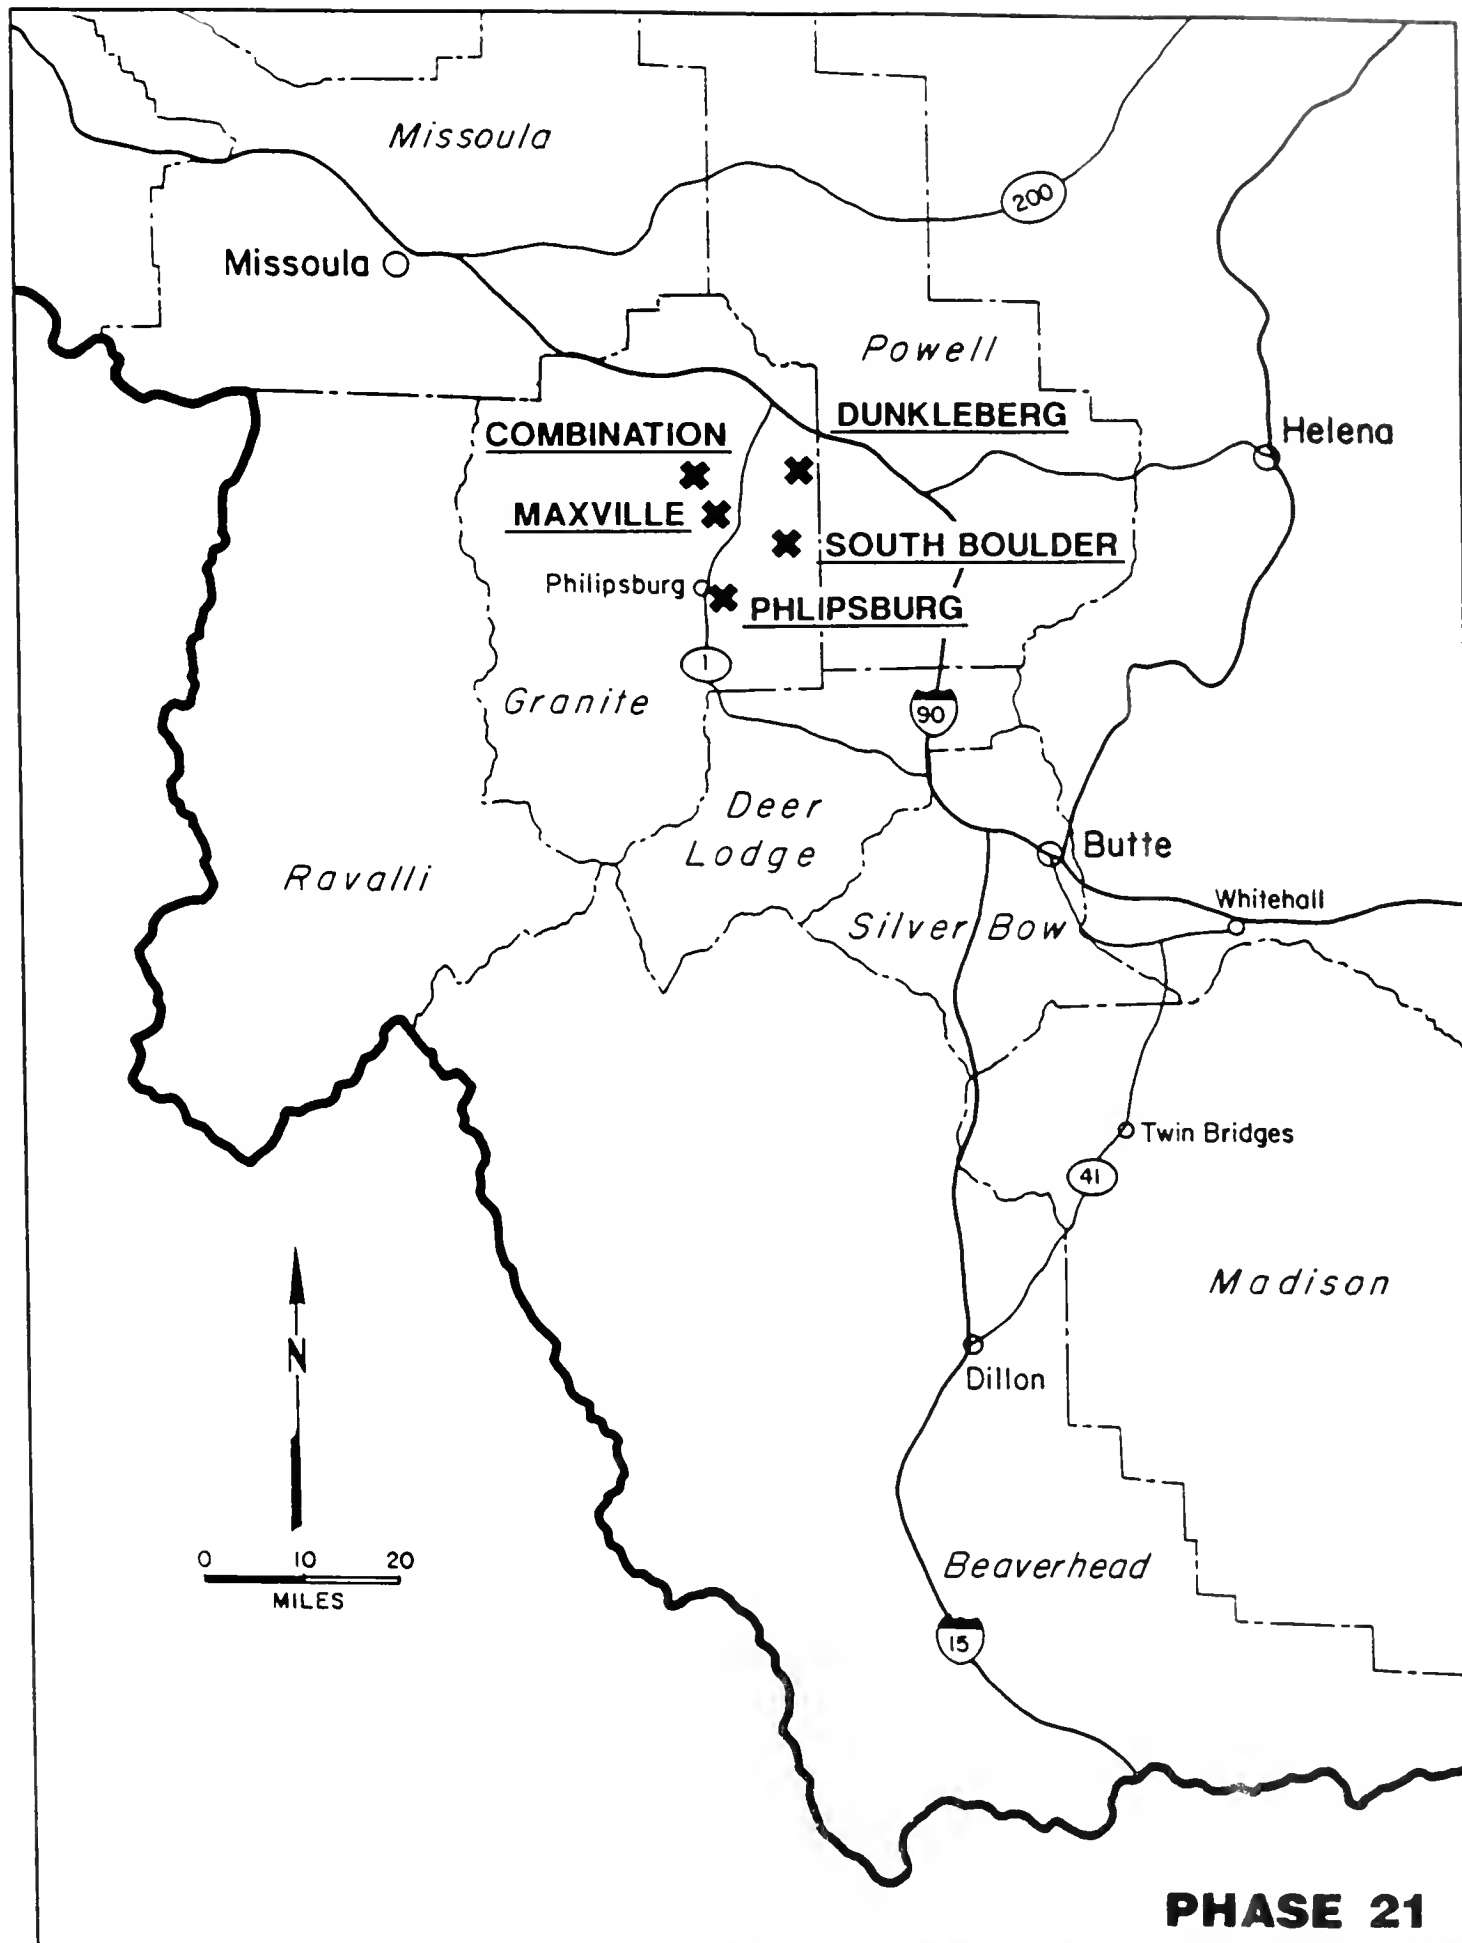 Missoula
200
Missoula
Powell
DUNKLEBERG
COMBINATION
Helena
MAXVILLE
SOUTH BOULDER
Philipsburg
PHLIPSBURG
1
Granite
90
Deer
Lodge
Butte
Ravalli
Whitehall
Silver Bow
Twin Bridges
41
Madison
N
Dillon
0 10 20
MILES
Beaverhead
15
PHASE 21